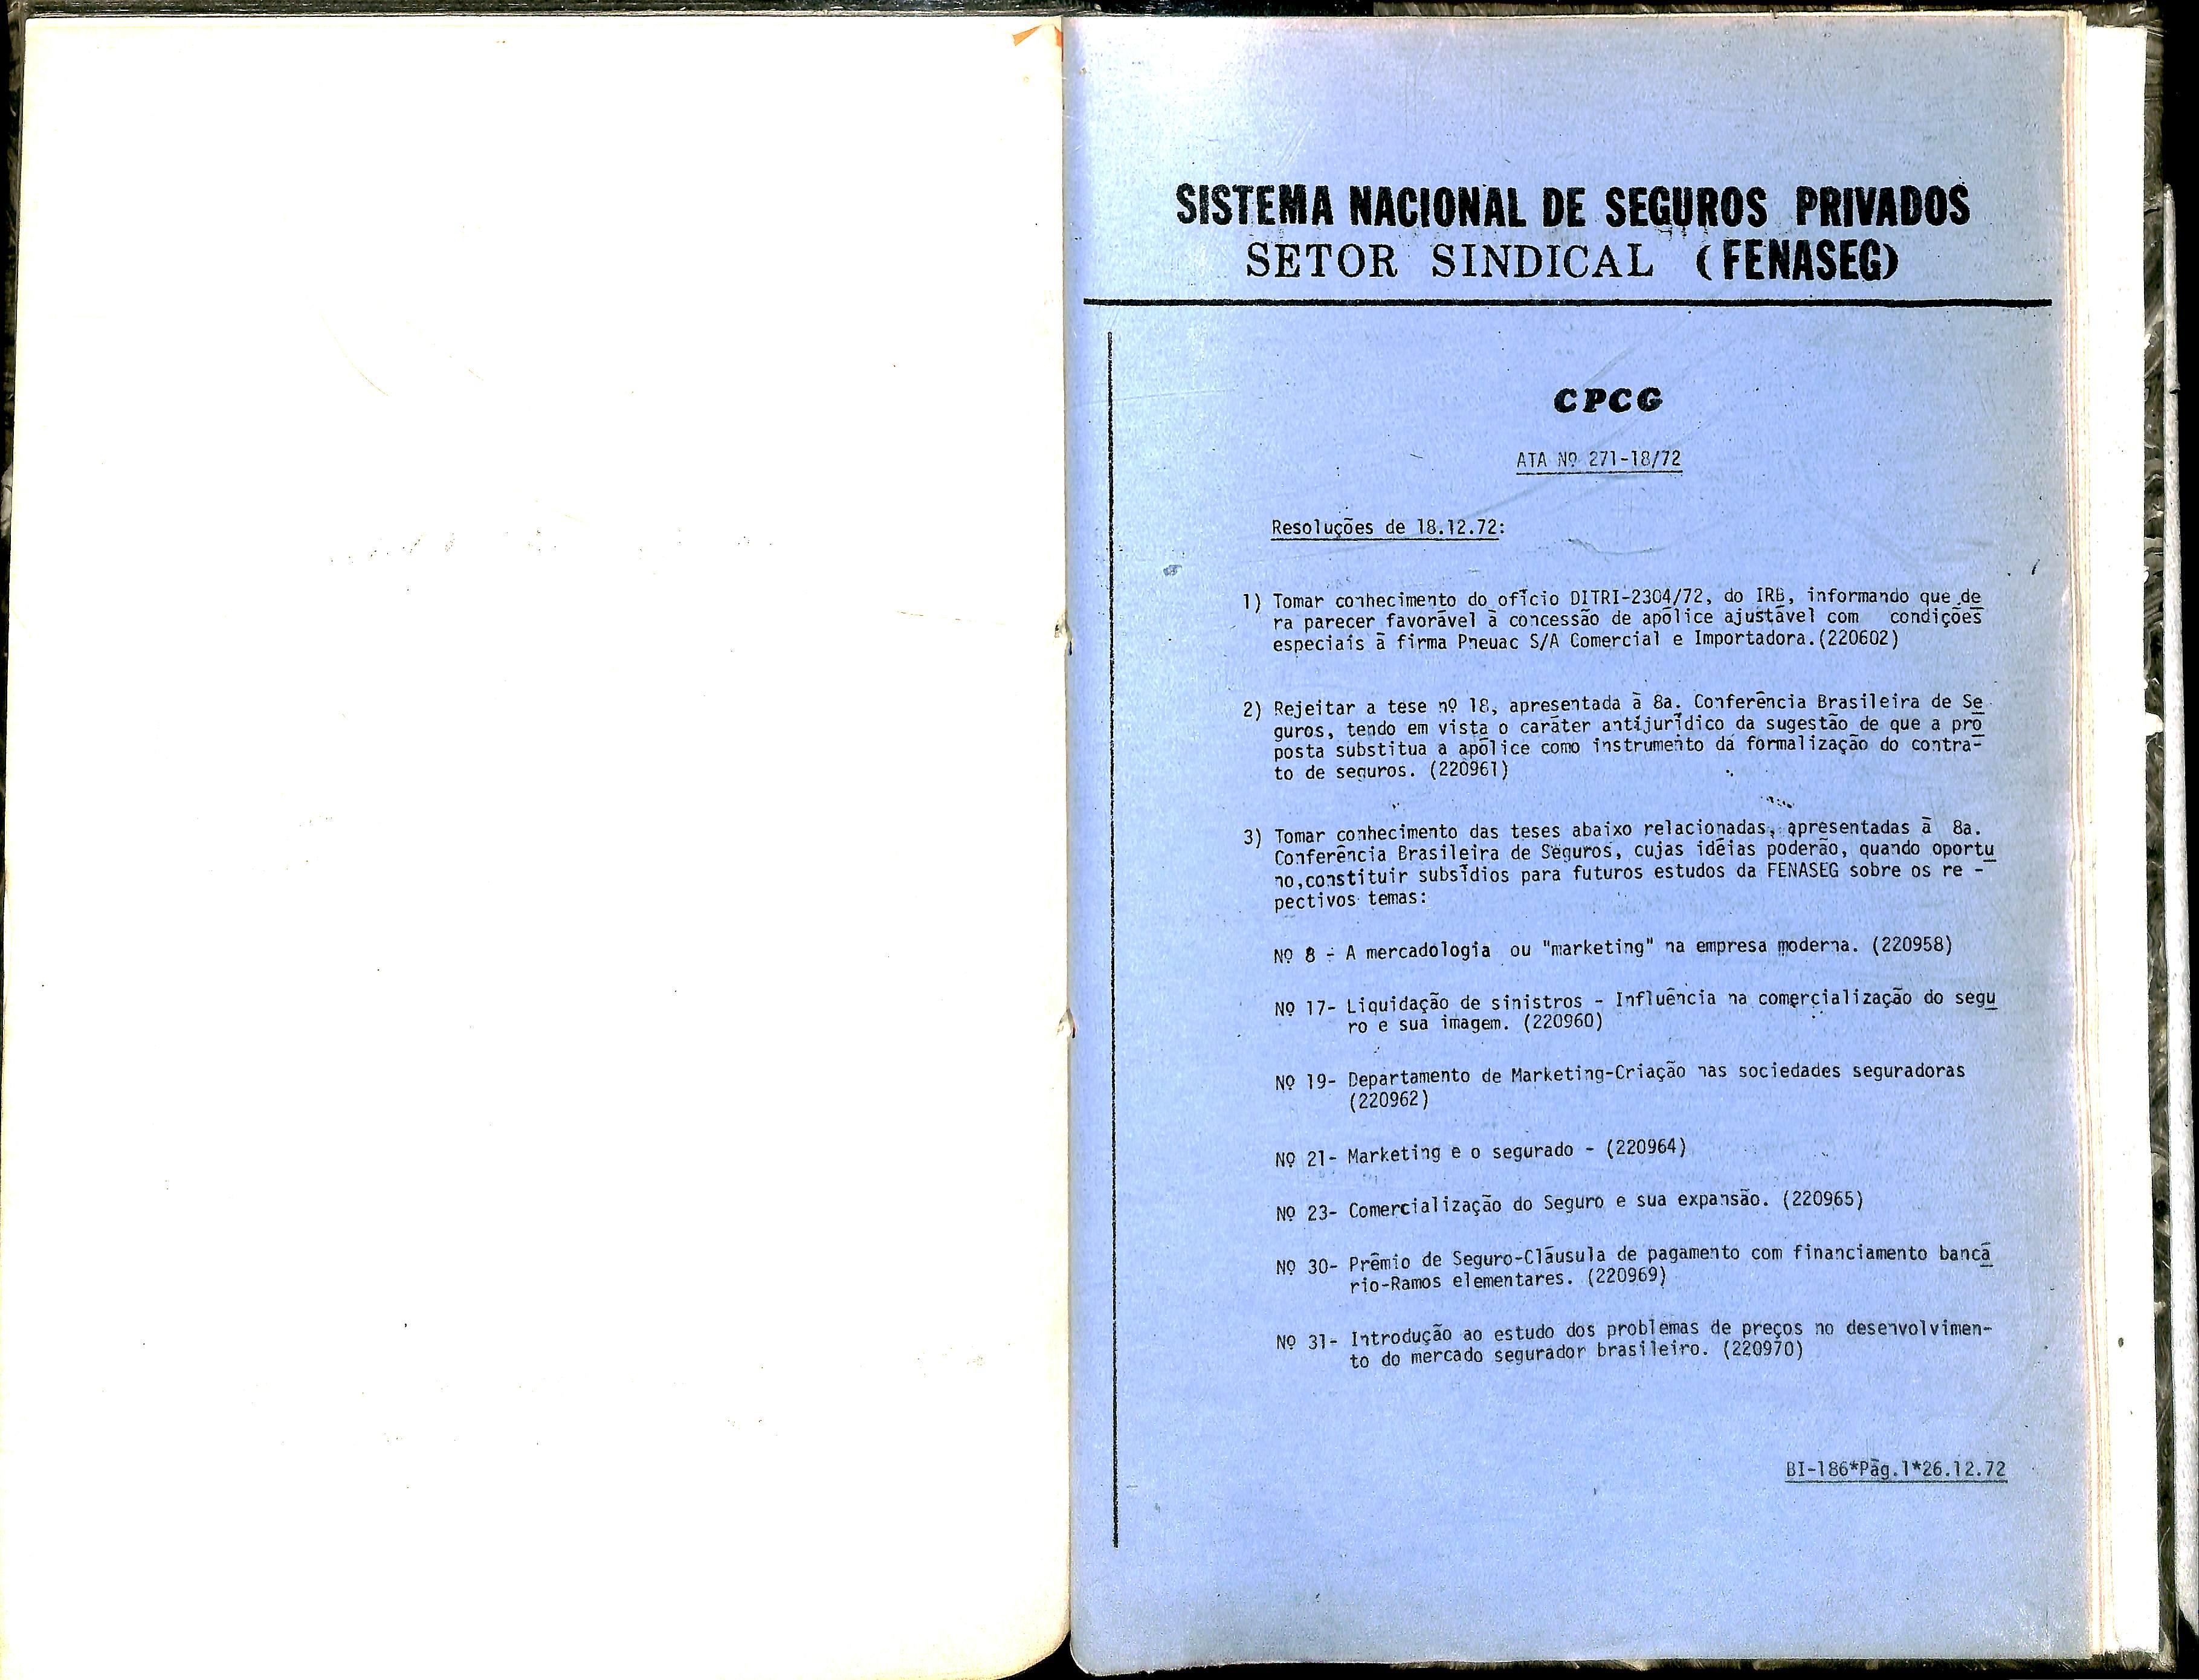 SISTEMA NACIONAL DE SEGUROS PRIVADOS
SETOR SINDICAL (FENASEG)
CPCG
ATA Nº 271-18/72
Resoluções de 18.12.72:
1) Tomar conhecimento do ofício DITRI-2304/72, do IRB, informando que de
ra parecer favorável à concessão de apólice ajustável com condições
especiais à firma Pneuac S/A Comercial e Importadora.(220602)
2) Rejeitar a tese nº 18, apresentada à 8a. Conferência Brasileira de Se
guros, tendo em vista o caráter antijurídico da sugestão de que a pro
posta substitua a apólice como instrumento da formalização do contra-
to de seguros. (220961)
3) Tomar conhecimento das teses abaixo relacionadas, apresentadas à 8a.
Conferência Brasileira de Seguros, cujas idéias poderão, quando oportu
no,constituir subsídios para futuros estudos da FENASEG sobre os re -
pectivos temas:
Nº 8 - A mercadologia ou "marketing" na empresa moderna. (220958)
Nº 17- Liquidação de sinistros - Influência na comercialização do segu
ro e sua imagem. (220960)
Nº 19- Departamento de Marketing-Criação nas sociedades seguradoras
(220962)
Nº 21- Marketing e o segurado - (220964)
Nº 23- Comercialização do Seguro e sua expansão. (220965)
Nº 30- Prêmio de Seguro-Cláusula de pagamento com financiamento bancá
rio-Ramos elementares. (220969)
Nº 31- Introdução ao estudo dos problemas de preços no desenvolvimen-
to do mercado segurador brasileiro. (220970)
BI-186*Pág.1*26.12.72